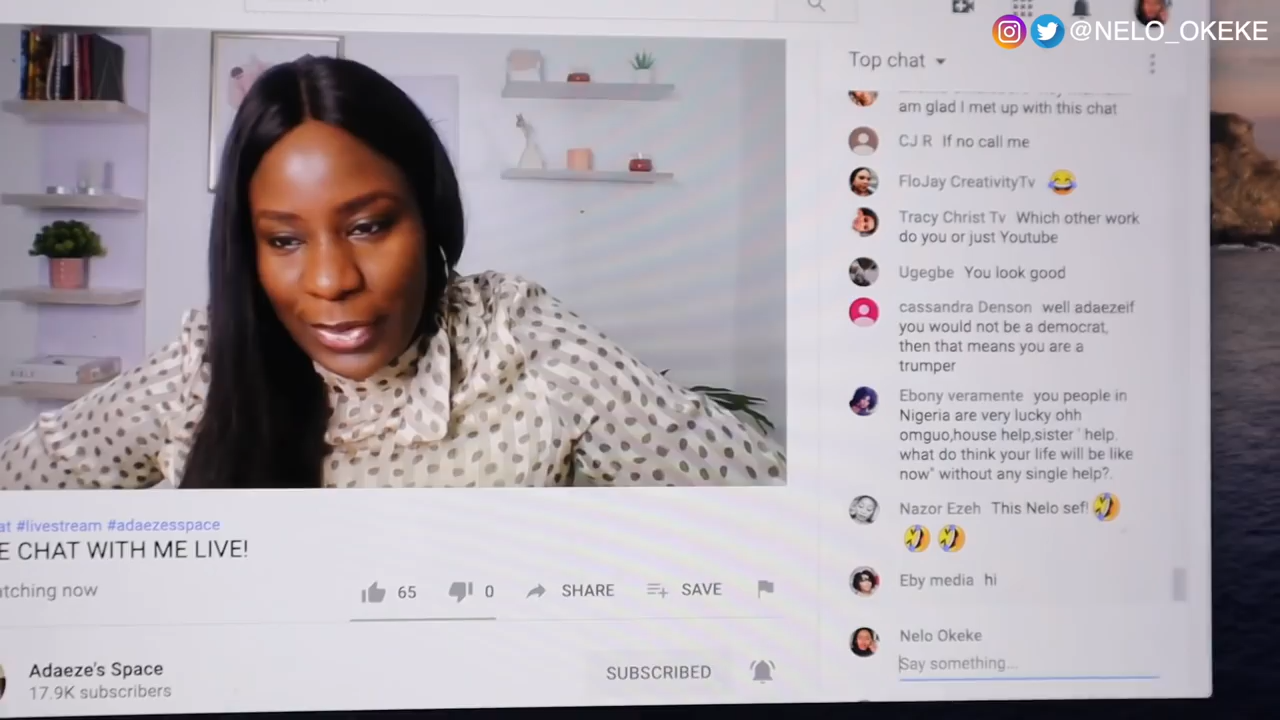 @NELO_OKEKE
Top chat
am glad I met up with this chat
CJ R If no call me
FloJay CreativityTv 😂
Tracy Christ Tv Which other work
do you or just Youtube
Ugegbe You look good
cassandra Denson well adaezeif
you would not be a democrat,
then that means you are a
trumper
Ebony veramente you people in
Nigeria are very lucky ohh
omguo,house help,sister ' help.
what do think your life will be like
now" without any single help?.
Nazor Ezeh This Nelo sef! 🤣
🤣 🤣
Eby media hi
Nelo Okeke
Say something...
at #livestream #adaezesspace
E CHAT WITH ME LIVE!
atching now
65
0
SHARE
SAVE
Adaeze's Space
17.9K subscribers
SUBSCRIBED